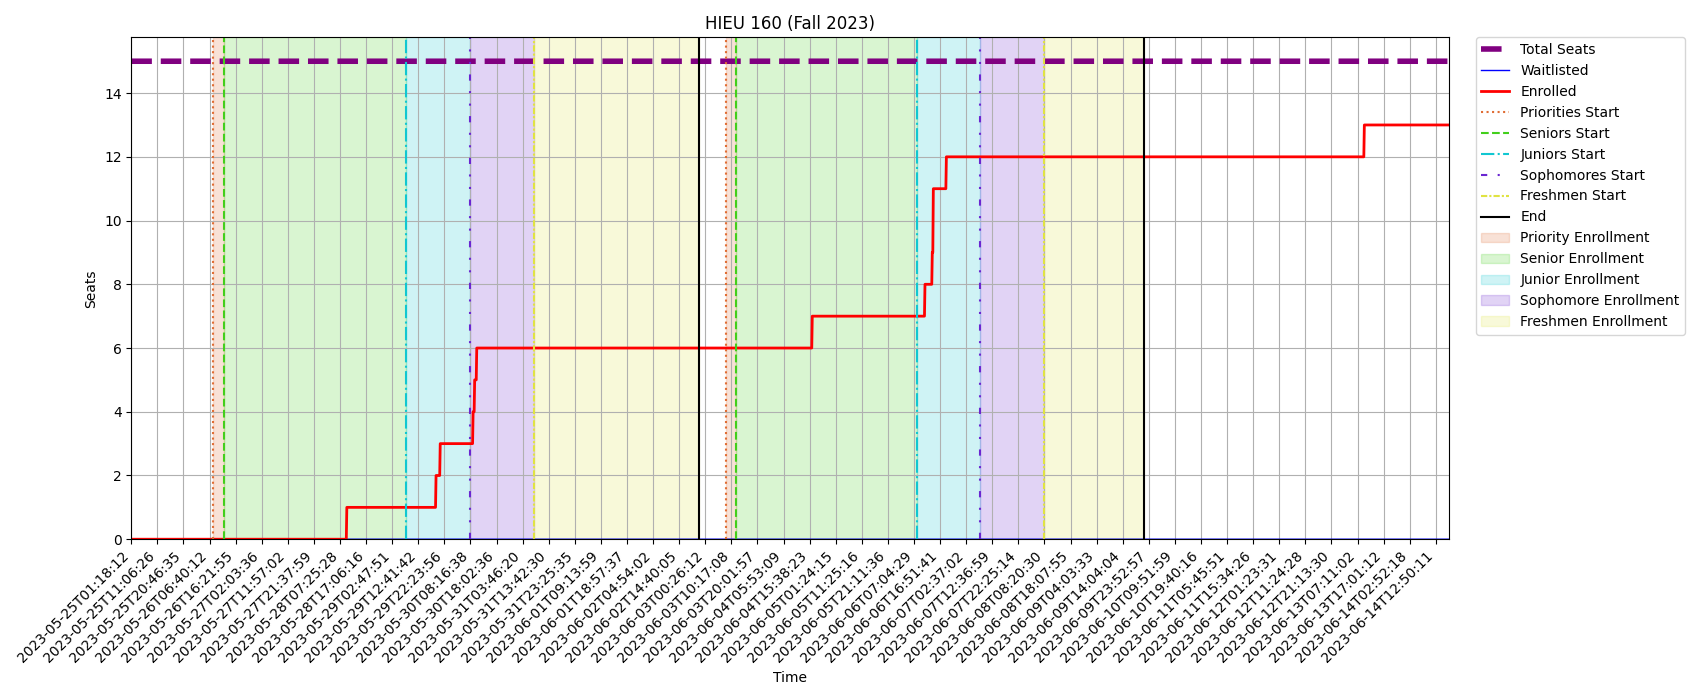 HIEU 160 (Fall 2023)
Seats
14
12
10
8
6
4
2
0
2023-05-25T01:18:12
2023-05-25T11:06:26
2023-05-25T20:46:35
2023-05-26T06:40:12
2023-05-26T16:21:55
2023-05-27T02:03:36
2023-05-27T11:57:02
2023-05-27T21:37:59
2023-05-28T07:25:28
2023-05-28T17:06:16
2023-05-29T02:47:51
2023-05-29T12:41:42
2023-05-29T22:23:56
2023-05-30T08:16:38
2023-05-30T18:02:36
2023-05-31T03:46:20
2023-05-31T13:42:30
2023-05-31T23:25:35
2023-06-01T09:13:59
2023-06-01T18:57:37
2023-06-02T04:54:02
2023-06-02T14:40:05
2023-06-03T00:26:12
2023-06-03T10:17:08
2023-06-03T20:01:57
2023-06-04T05:53:09
2023-06-04T15:38:23
2023-06-05T01:24:15
2023-06-05T11:25:16
2023-06-05T21:11:36
2023-06-06T07:04:29
2023-06-06T16:51:41
2023-06-07T02:37:02
2023-06-07T12:36:59
2023-06-07T22:25:14
2023-06-08T08:20:30
2023-06-08T18:07:55
2023-06-09T04:03:33
2023-06-09T14:04:04
2023-06-09T23:52:57
2023-06-10T09:51:59
2023-06-10T19:40:16
2023-06-11T05:45:51
2023-06-11T15:34:26
2023-06-12T01:23:31
2023-06-12T11:24:28
2023-06-12T21:13:30
2023-06-13T07:11:02
2023-06-13T17:01:12
2023-06-14T02:52:18
2023-06-14T12:50:11
Time
Total Seats
Waitlisted
Enrolled
Priorities Start
Seniors Start
Juniors Start
Sophomores Start
Freshmen Start
End
Priority Enrollment
Senior Enrollment
Junior Enrollment
Sophomore Enrollment
Freshmen Enrollment